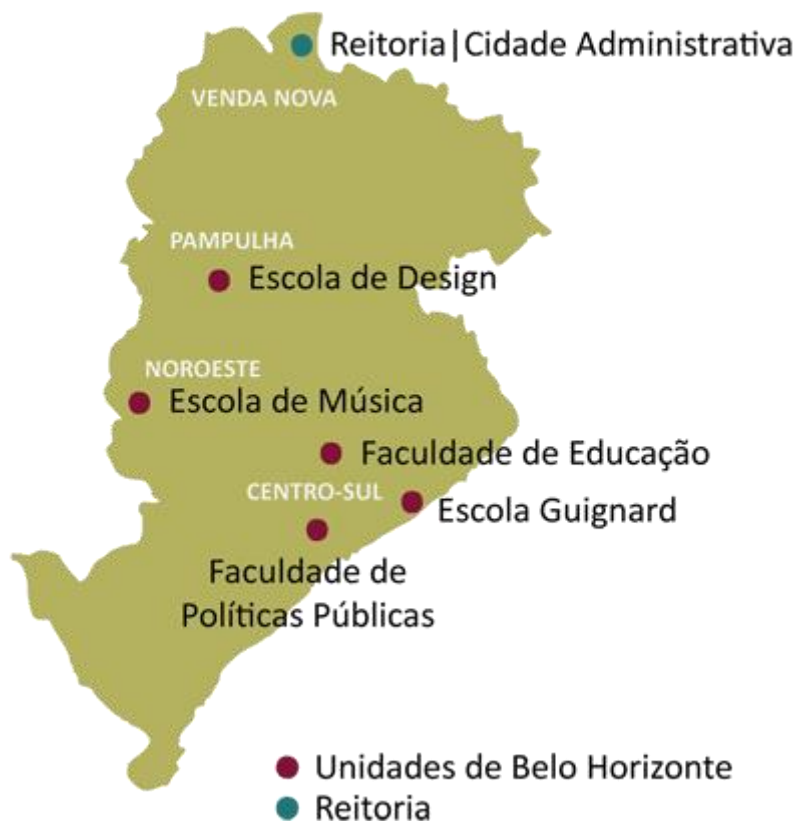 Reitoria|Cidade Administrativa
VENDA NOVA
PAMPULHA
Escola de Design
NOROESTE
Escola de Música
Faculdade de Educação
CENTRO-SUL
Escola Guignard
Faculdade de
Políticas Públicas
Unidades de Belo Horizonte
Reitoria